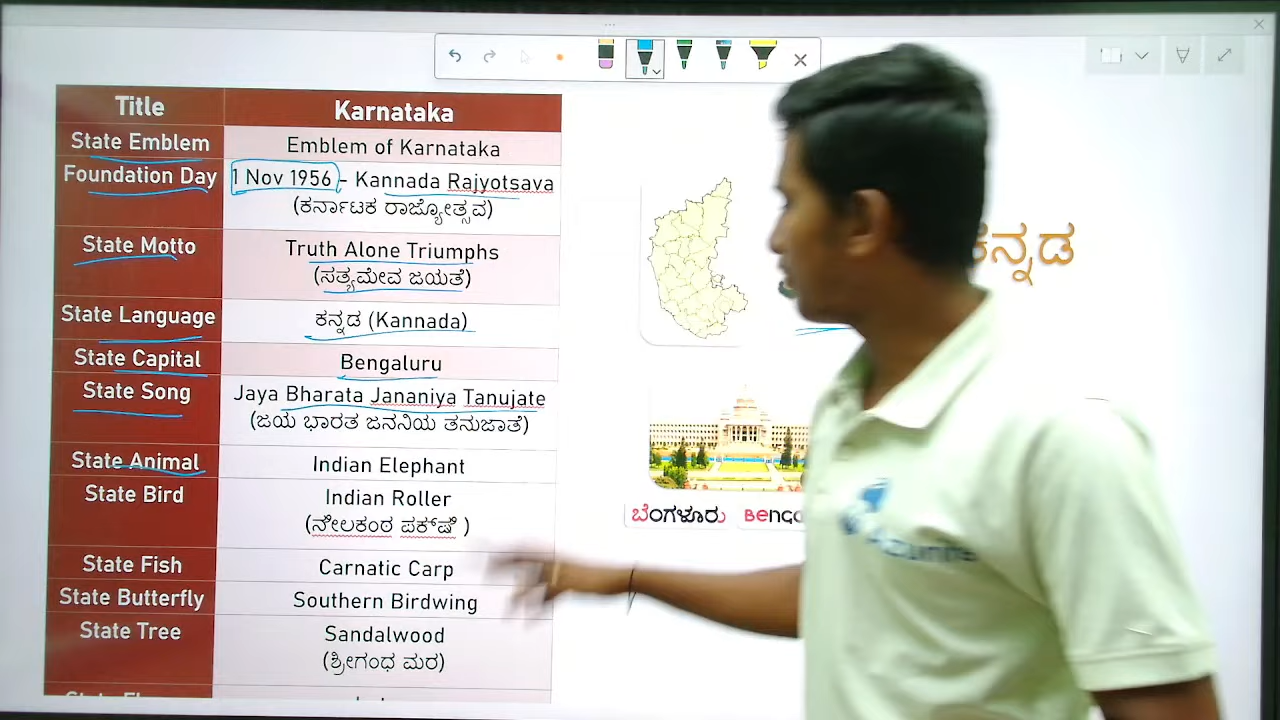 Title Karnataka
State Emblem Emblem of Karnataka
Foundation Day 1 Nov 1956 - Kannada Rajyotsava
(ಕರ್ನಾಟಕ ರಾಜ್ಯೋತ್ಸವ)
State Motto Truth Alone Triumphs
(ಸತ್ಯಮೇವ ಜಯತೆ)
State Language ಕನ್ನಡ (Kannada)
State Capital Bengaluru
State Song Jaya Bharata Jananiya Tanujate
(ಜಯ ಭಾರತ ಜನನಿಯ ತನುಜಾತೆ)
State Animal Indian Elephant
State Bird Indian Roller
(ನೀಲಕಂಠ ಪಕ್ಷಿ )
State Fish Carnatic Carp
State Butterfly Southern Birdwing
State Tree Sandalwood
(ಶ್ರೀಗಂಧ ಮರ)
ಕನ್ನಡ
ಬೆಂಗಳೂರು